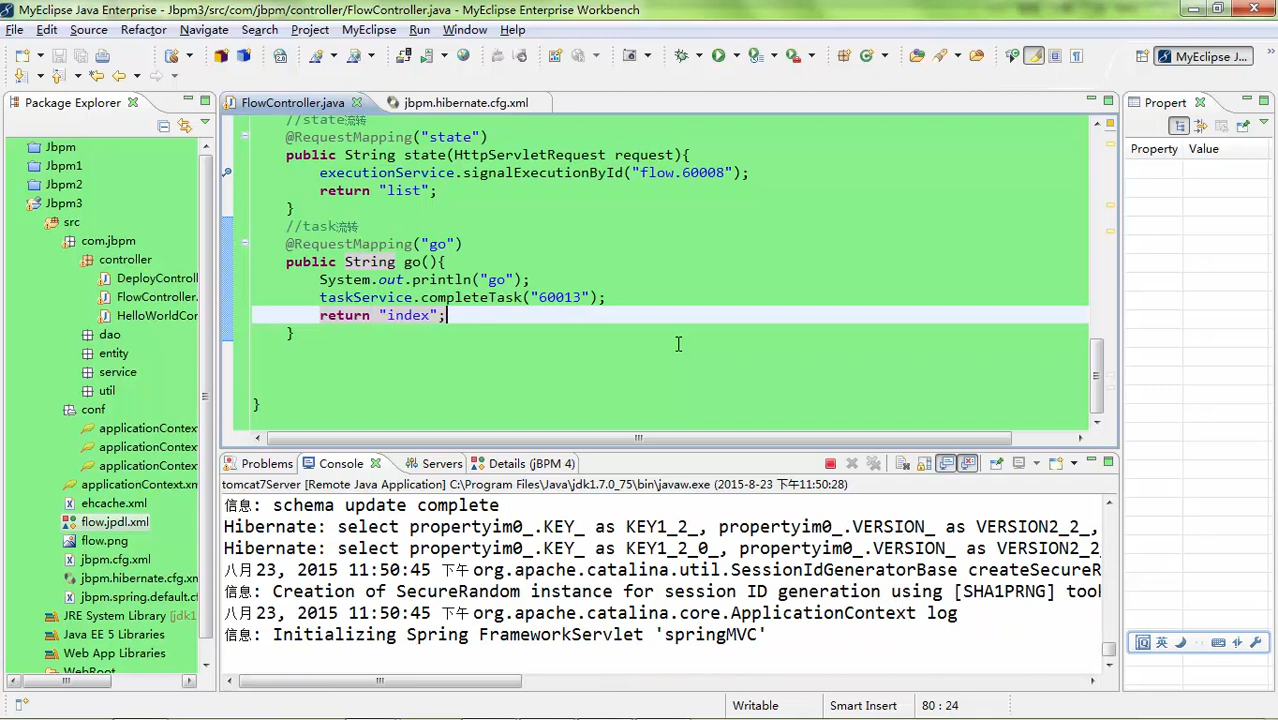 MyEclipse Java Enterprise - Jbpm3/src/com/jbpm/controller/FlowController.java - MyEclipse Enterprise Workbench
File Edit Source Refactor Navigate Search Project MyEclipse Run Window Help
MyEclipse J...
Package Explorer
Jbpm
Jbpm1
Jbpm2
Jbpm3
src
com.jbpm
controller
DeployControl
FlowController.
HelloWorldCor
dao
entity
service
util
conf
applicationContex
applicationContex
applicationContex
applicationContext.xm
ehcache.xml
flow.jpdl.xml
flow.png
jbpm.cfg.xml
jbpm.hibernate.cfg.xn
jbpm.spring.default.cf
JRE System Library [jdk1
Java EE 5 Libraries
Web App Libraries
WebRoot
FlowController.java
jbpm.hibernate.cfg.xml
//state流转
@RequestMapping("state")
public String state(HttpServletRequest request){
executionService.signalExecutionById("flow.60008");
return "list";
}
//task流转
@RequestMapping("go")
public String go(){
System.out.println("go");
taskService.completeTask("60013");
return "index";
}
}
Propert
Property Value
Problems Console Servers Details (jBPM 4)
tomcat7Server [Remote Java Application] C:\Program Files\Java\jdk1.7.0_75\bin\javaw.exe (2015-8-23 下午11:50:28)
信息: schema update complete
Hibernate: select propertyim0_.KEY_ as KEY1_2_, propertyim0_.VERSION_ as VERSION2_2_,
Hibernate: select propertyim0_.KEY_ as KEY1_2_0_, propertyim0_.VERSION_ as VERSION2_2
八月 23, 2015 11:50:45 下午 org.apache.catalina.util.SessionIdGeneratorBase createSecureR
信息: Creation of SecureRandom instance for session ID generation using [SHA1PRNG] took
八月 23, 2015 11:50:45 下午 org.apache.catalina.core.ApplicationContext log
信息: Initializing Spring FrameworkServlet 'springMVC'
英
Writable Smart Insert 80 : 24